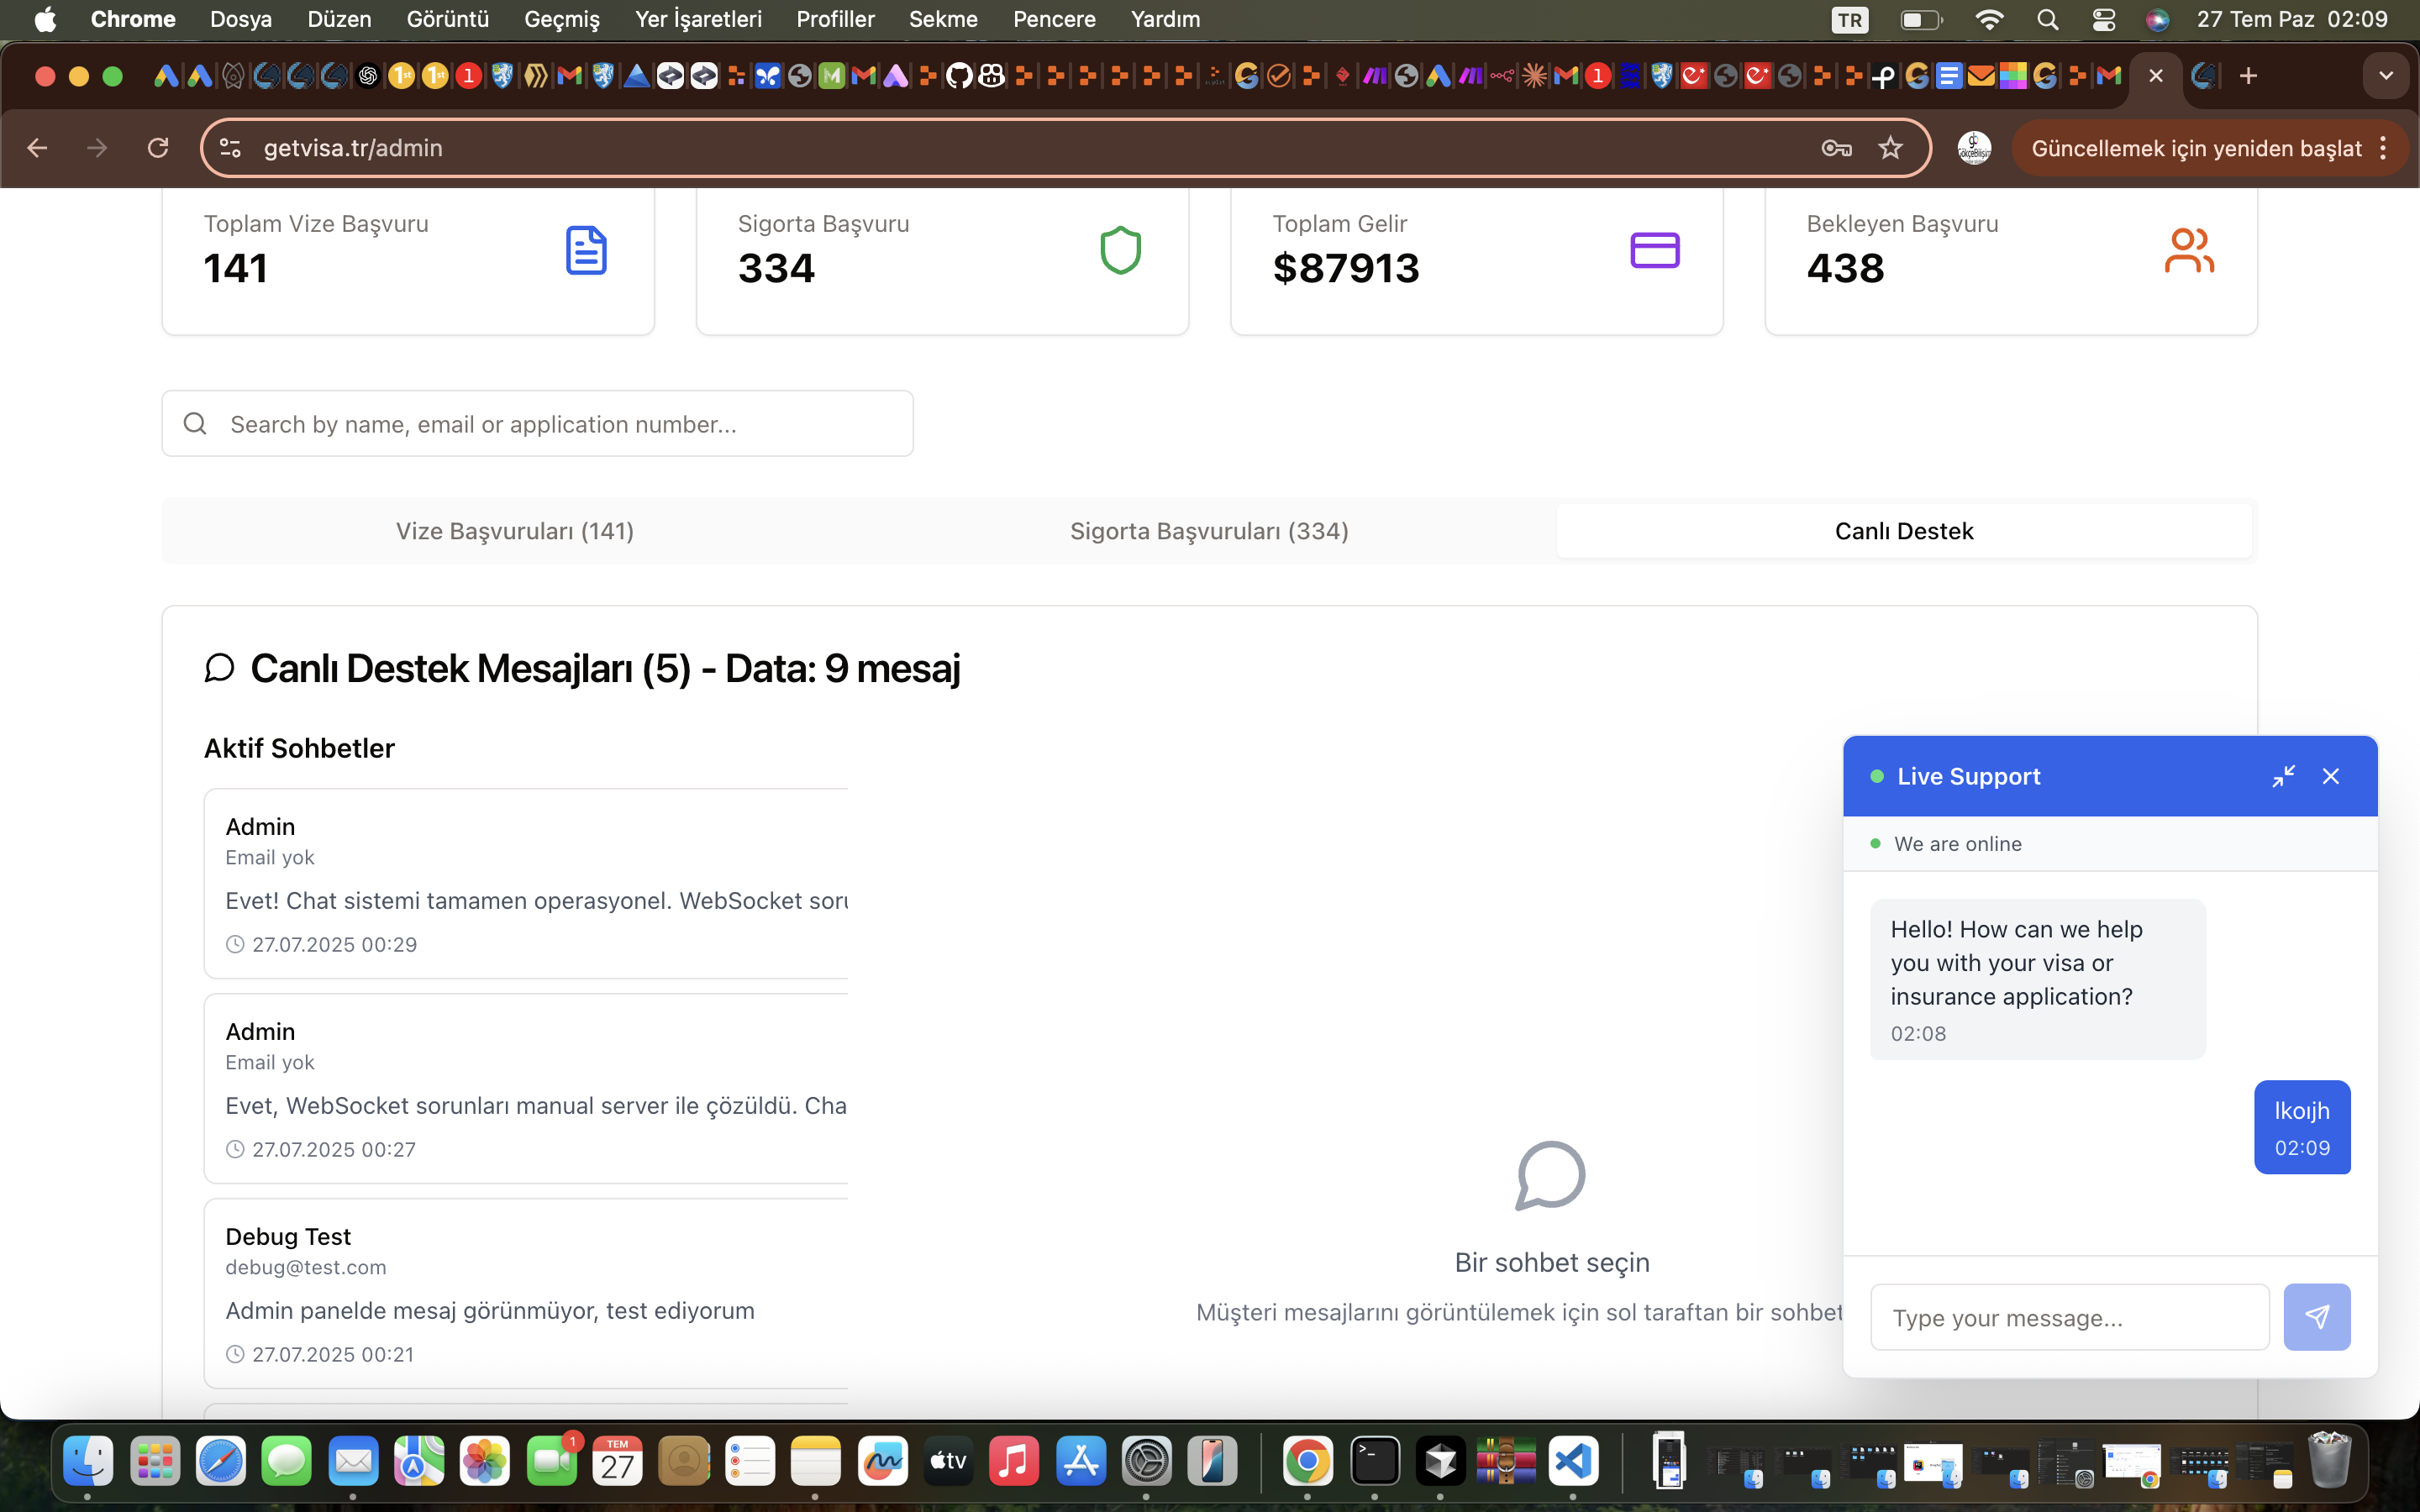 Chrome Dosya Düzen Görüntü Geçmiş Yer İşaretleri Profiller Sekme Pencere Yardım TR 27 Tem Paz 02:09
getvisa.tr/admin Güncellemek için yeniden başlat
Toplam Vize Başvuru
141
Sigorta Başvuru
334
Toplam Gelir
$87913
Bekleyen Başvuru
438
Search by name, email or application number...
Vize Başvuruları (141) Sigorta Başvuruları (334) Canlı Destek
Canlı Destek Mesajları (5) - Data: 9 mesaj
Aktif Sohbetler
Admin
Email yok
Evet! Chat sistemi tamamen operasyonel. WebSocket soru
27.07.2025 00:29
Admin
Email yok
Evet, WebSocket sorunları manual server ile çözüldü. Cha
27.07.2025 00:27
Debug Test
debug@test.com
Admin panelde mesaj görünmüyor, test ediyorum
27.07.2025 00:21
Bir sohbet seçin
Müşteri mesajlarını görüntülemek için sol taraftan bir sohbet
Live Support
We are online
Hello! How can we help
you with your visa or
insurance application?
02:08
lkoıjh
02:09
Type your message...
1
TEM
27
tv